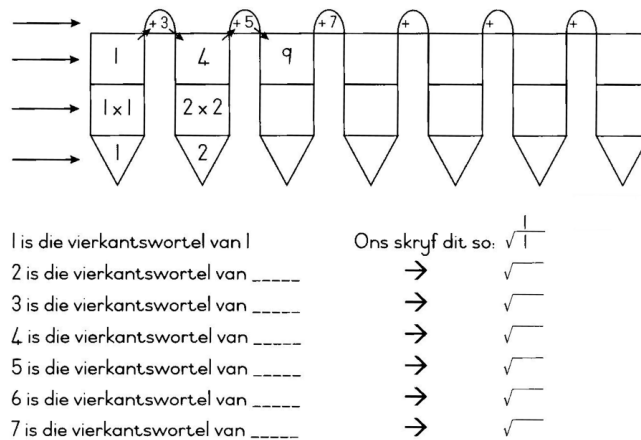 +3 +5 +7 + + +
1 4 9
1 x 1 2 x 2
1 2
1 is die vierkantswortel van 1 Ons skryf dit so: 1 √1
2 is die vierkantswortel van _____ → √
3 is die vierkantswortel van _____ → √
4 is die vierkantswortel van _____ → √
5 is die vierkantswortel van _____ → √
6 is die vierkantswortel van _____ → √
7 is die vierkantswortel van _____ → √